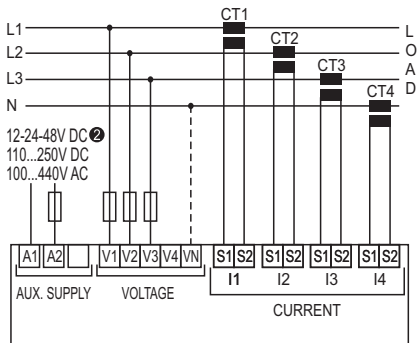 CT1
L1 L
L2 CT2 O
L3 CT3 A
N CT4 D
12-24-48V DC ❷
110...250V DC
100...440V AC
A1 A2 V1 V2 V3 V4 VN S1 S2 S1 S2 S1 S2 S1 S2
I1 I2 I3 I4
AUX. SUPPLY VOLTAGE
CURRENT